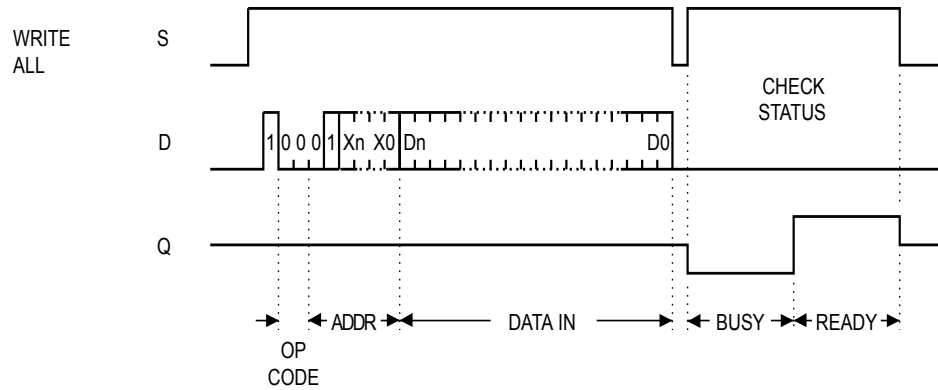 WRITE
ALL
S
CHECK
STATUS
D
1 0 0 0 1 Xn X0 Dn D0
Q
ADDR DATA IN BUSY READY
OP
CODE